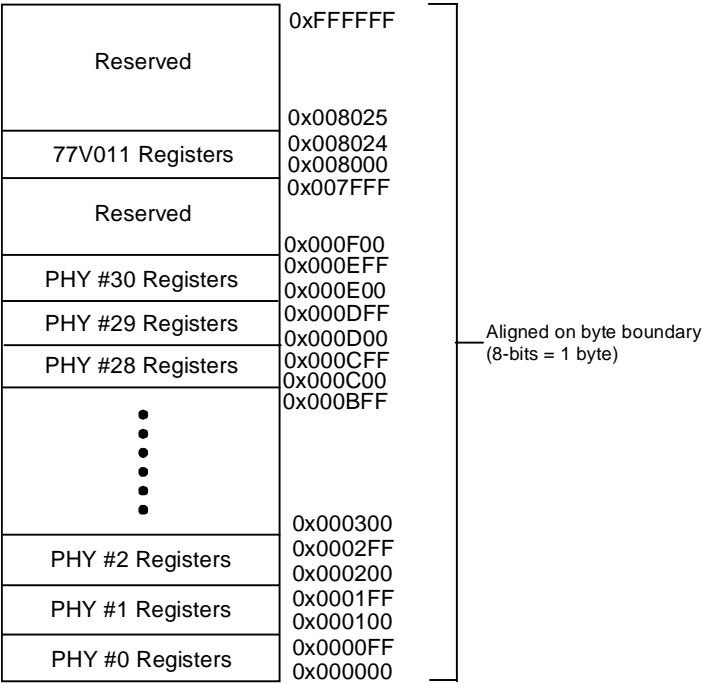 0xFFFFFF
Reserved
0x008025
77V011 Registers
0x008024
0x008000
0x007FFF
Reserved
0x000F00
0x000EFF
PHY #30 Registers
0x000E00
0x000DFF
PHY #29 Registers
0x000D00
0x000CFF
PHY #28 Registers
0x000C00
0x000BFF
Aligned on byte boundary
(8-bits = 1 byte)
0x000300
0x0002FF
PHY #2 Registers
0x000200
0x0001FF
PHY #1 Registers
0x000100
0x0000FF
PHY #0 Registers
0x000000